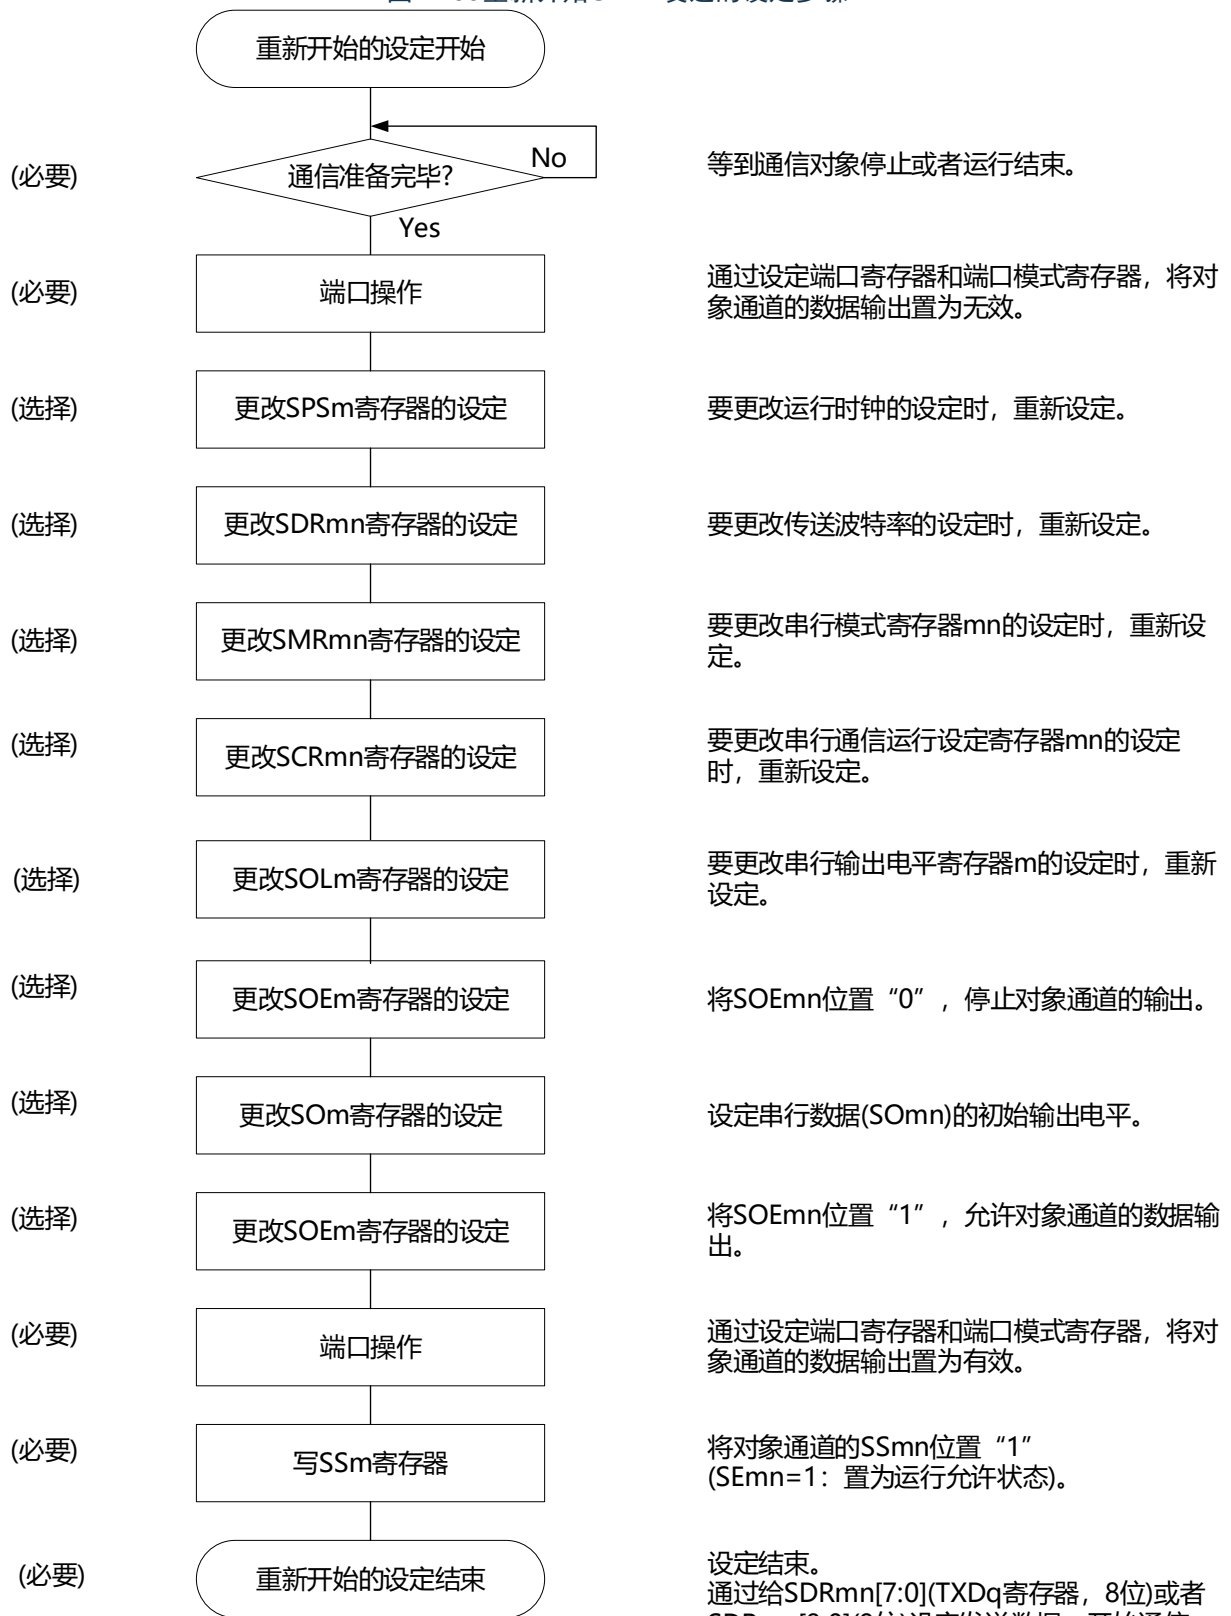 重新开始的设定开始
(必要)
通信准备完毕?
No
等到通信对象停止或者运行结束。
Yes
(必要)
端口操作
通过设定端口寄存器和端口模式寄存器，将对
象通道的数据输出置为无效。
(选择)
更改SPSm寄存器的设定
要更改运行时钟的设定时，重新设定。
(选择)
更改SDRmn寄存器的设定
要更改传送波特率的设定时，重新设定。
(选择)
更改SMRmn寄存器的设定
要更改串行模式寄存器mn的设定时，重新设
定。
(选择)
更改SCRmn寄存器的设定
要更改串行通信运行设定寄存器mn的设定
时，重新设定。
(选择)
更改SOLm寄存器的设定
要更改串行输出电平寄存器m的设定时，重新
设定。
(选择)
更改SOEm寄存器的设定
将SOEmn位置“0”，停止对象通道的输出。
(选择)
更改SOm寄存器的设定
设定串行数据(SOmn)的初始输出电平。
(选择)
更改SOEm寄存器的设定
将SOEmn位置“1”，允许对象通道的数据输
出。
(必要)
端口操作
通过设定端口寄存器和端口模式寄存器，将对
象通道的数据输出置为有效。
(必要)
写SSm寄存器
将对象通道的SSmn位置“1”
(SEmn=1：置为运行允许状态)。
(必要)
重新开始的设定结束
设定结束。
通过给SDRmn[7:0](TXDq寄存器，8位)或者